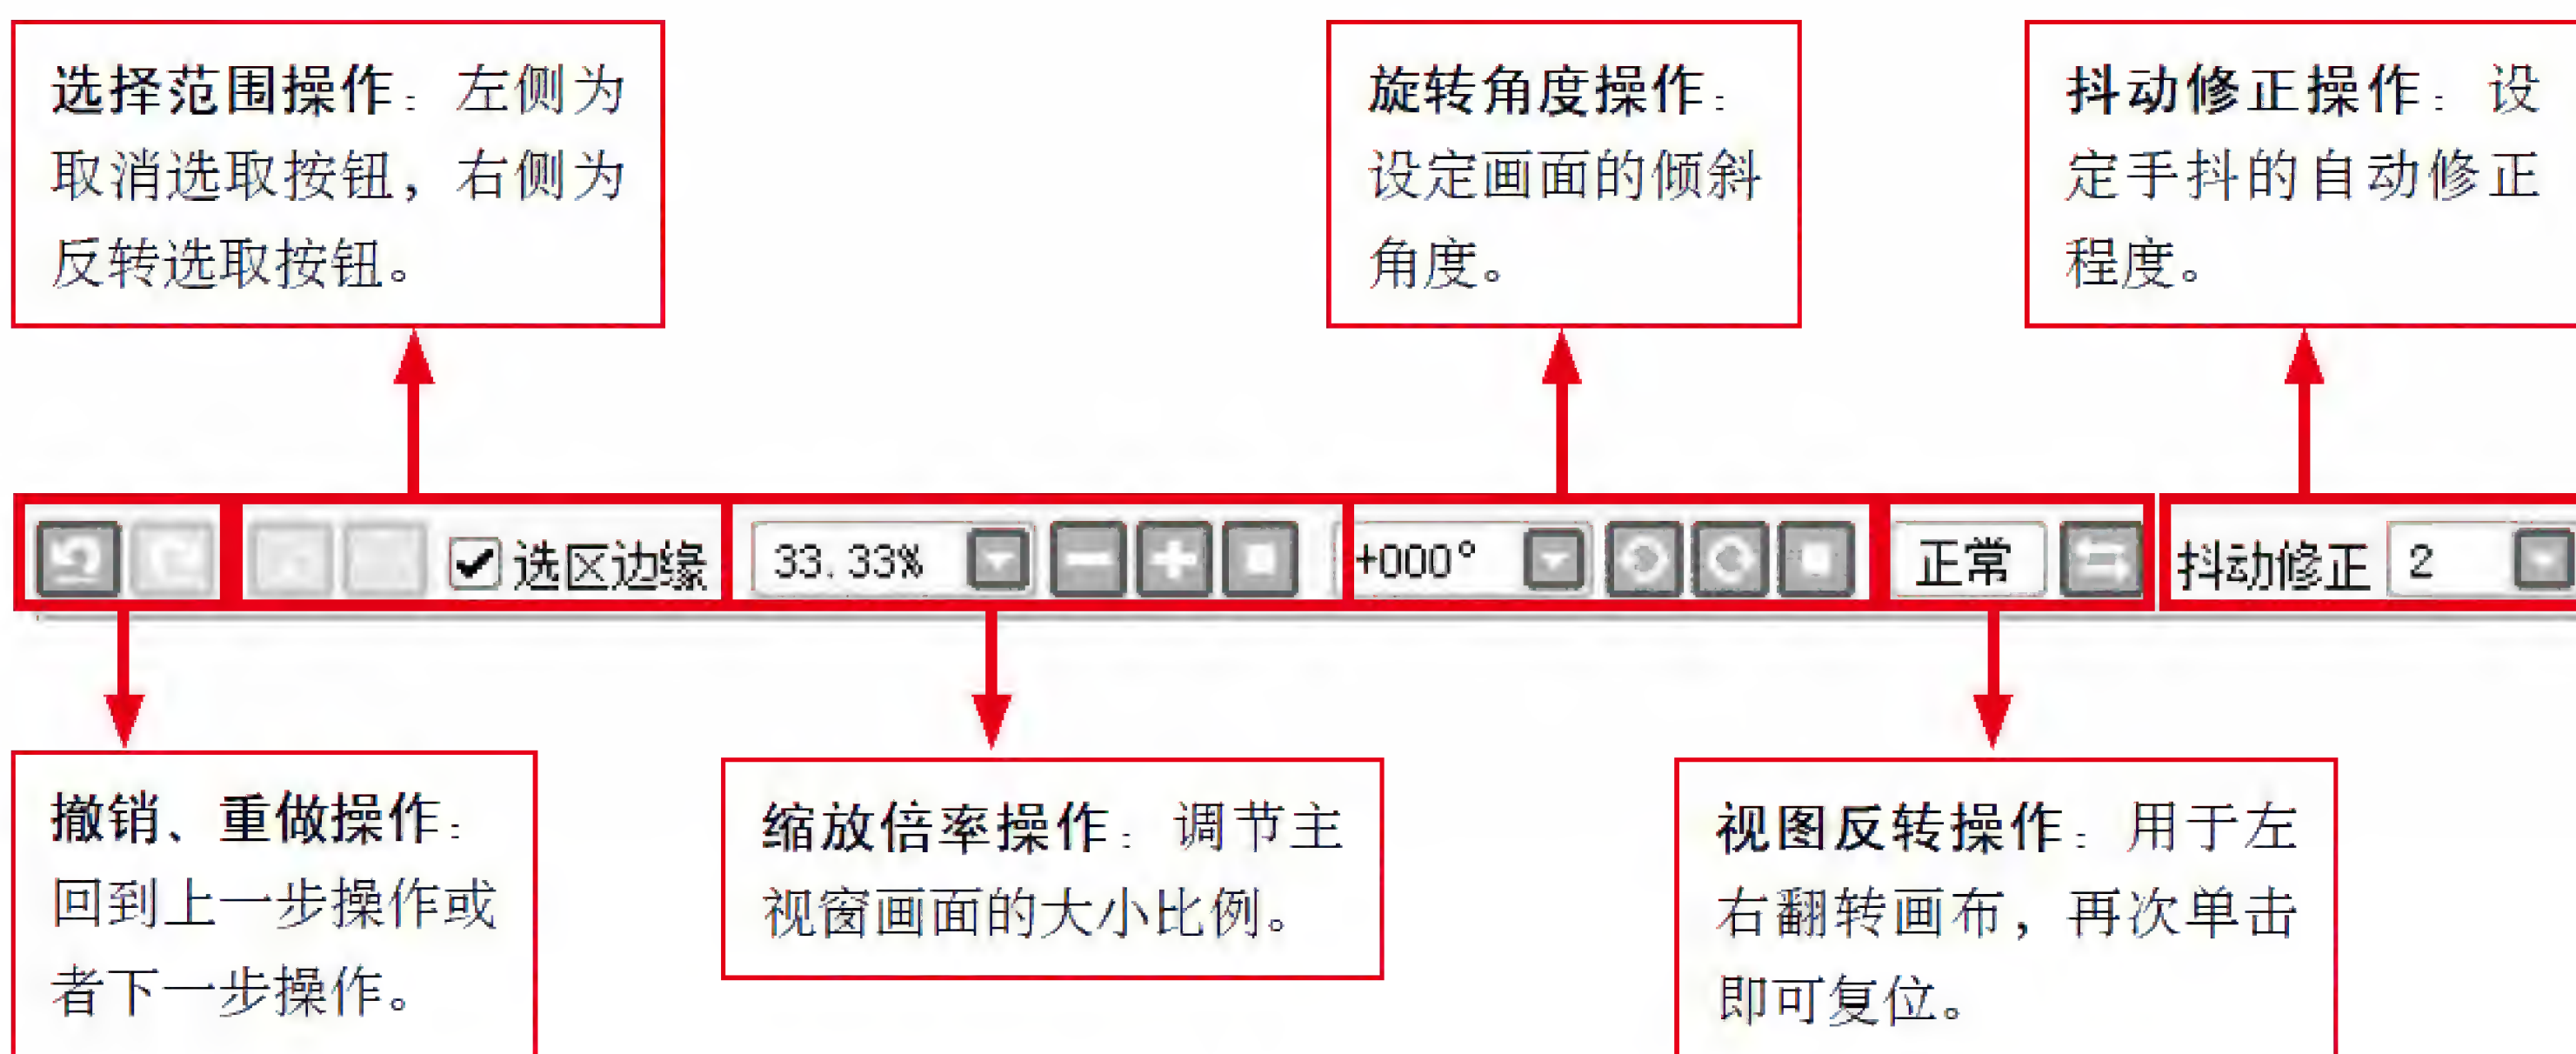 选择范围操作：左侧为
取消选取按钮，右侧为
反转选取按钮。
旋转角度操作：
设定画面的倾斜
角度。
抖动修正操作：设
定手抖的自动修正
程度。
选区边缘 33.33% +000° 正常 抖动修正 2
撤销、重做操作：
回到上一步操作或
者下一步操作。
缩放倍率操作：调节主
视窗画面的大小比例。
视图反转操作：用于左
右翻转画布，再次单击
即可复位。